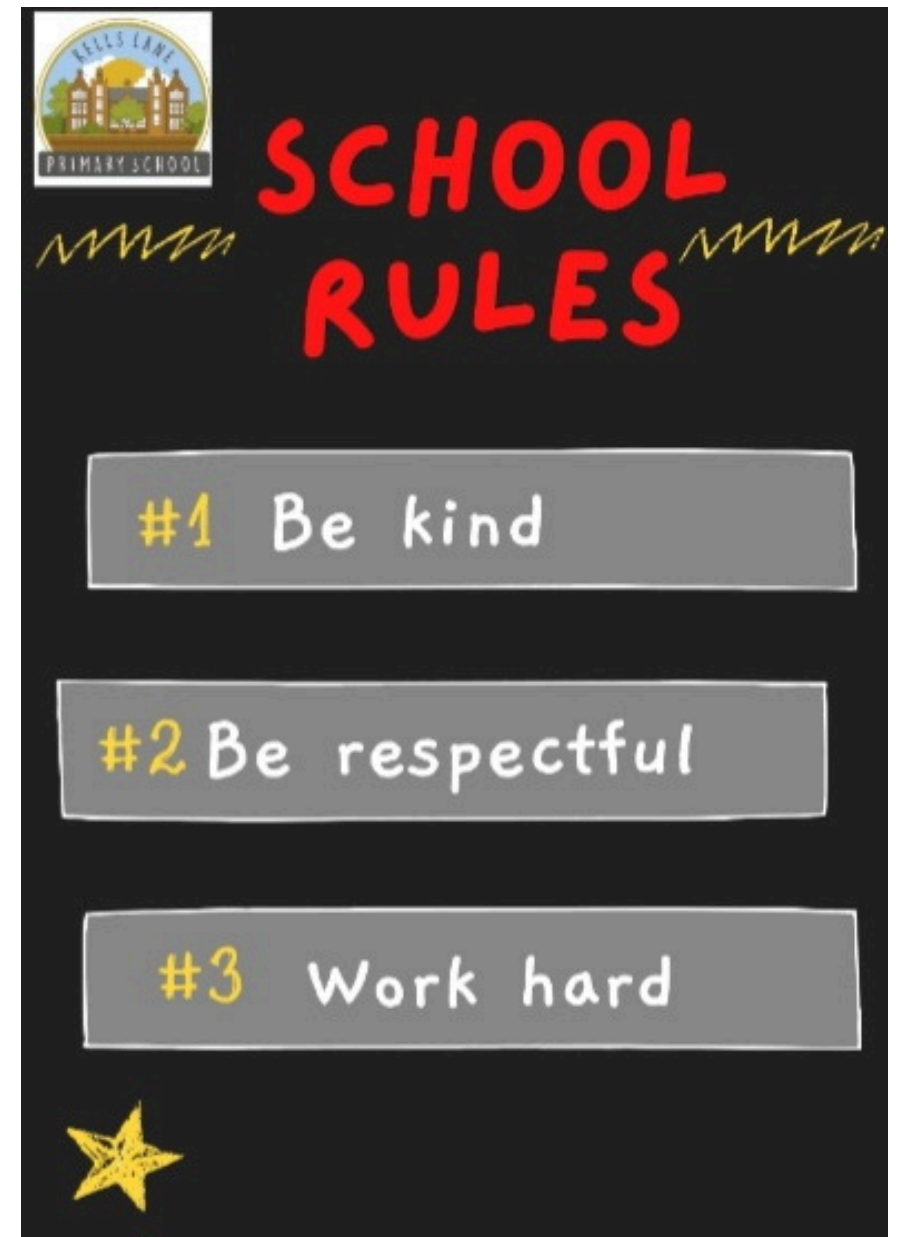 KELLS LANE
PRIMARY SCHOOL
SCHOOL
RULES
#1 Be kind
#2 Be respectful
#3 Work hard